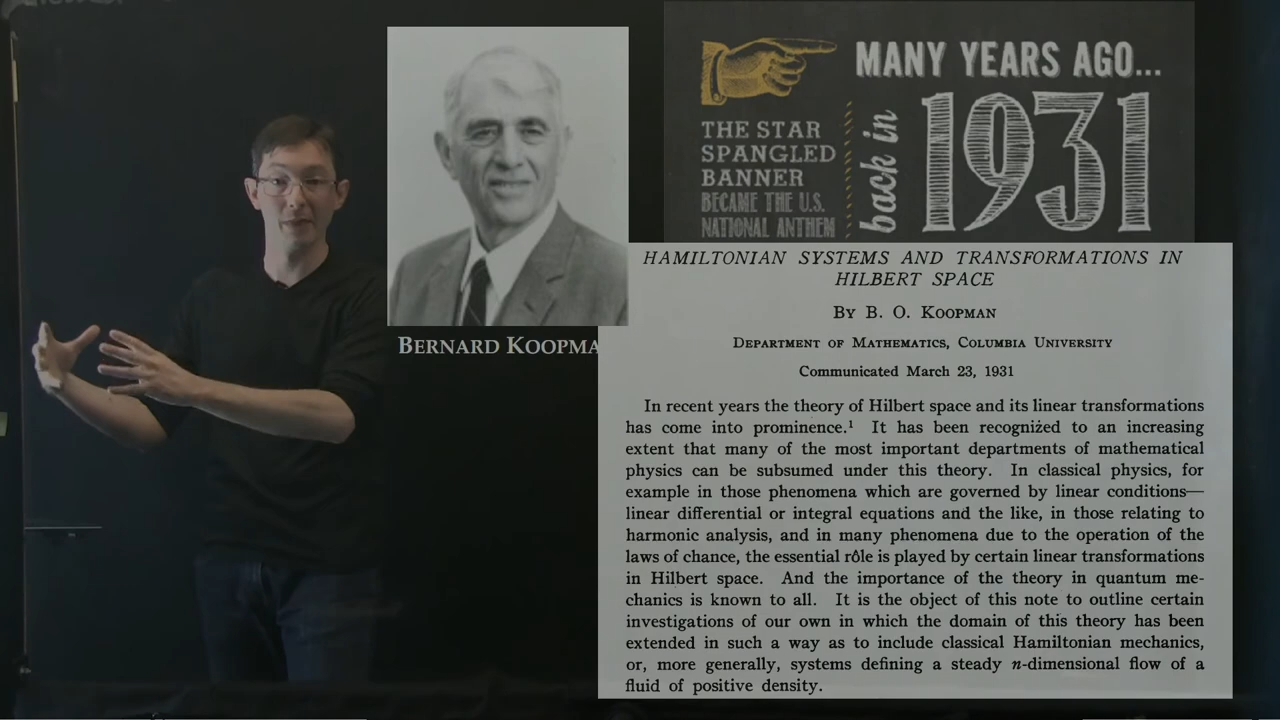 MANY YEARS AGO...
back in 1931
THE STAR
SPANGLED
BANNER
BECAME THE U.S.
NATIONAL ANTHEM
BERNARD KOOPMA
HAMILTONIAN SYSTEMS AND TRANSFORMATIONS IN
HILBERT SPACE
BY B. O. KOOPMAN
DEPARTMENT OF MATHEMATICS, COLUMBIA UNIVERSITY
Communicated March 23, 1931
In recent years the theory of Hilbert space and its linear transformations
has come into prominence.¹ It has been recognized to an increasing
extent that many of the most important departments of mathematical
physics can be subsumed under this theory. In classical physics, for
example in those phenomena which are governed by linear conditions—
linear differential or integral equations and the like, in those relating to
harmonic analysis, and in many phenomena due to the operation of the
laws of chance, the essential rôle is played by certain linear transformations
in Hilbert space. And the importance of the theory in quantum me-
chanics is known to all. It is the object of this note to outline certain
investigations of our own in which the domain of this theory has been
extended in such a way as to include classical Hamiltonian mechanics,
or, more generally, systems defining a steady n-dimensional flow of a
fluid of positive density.